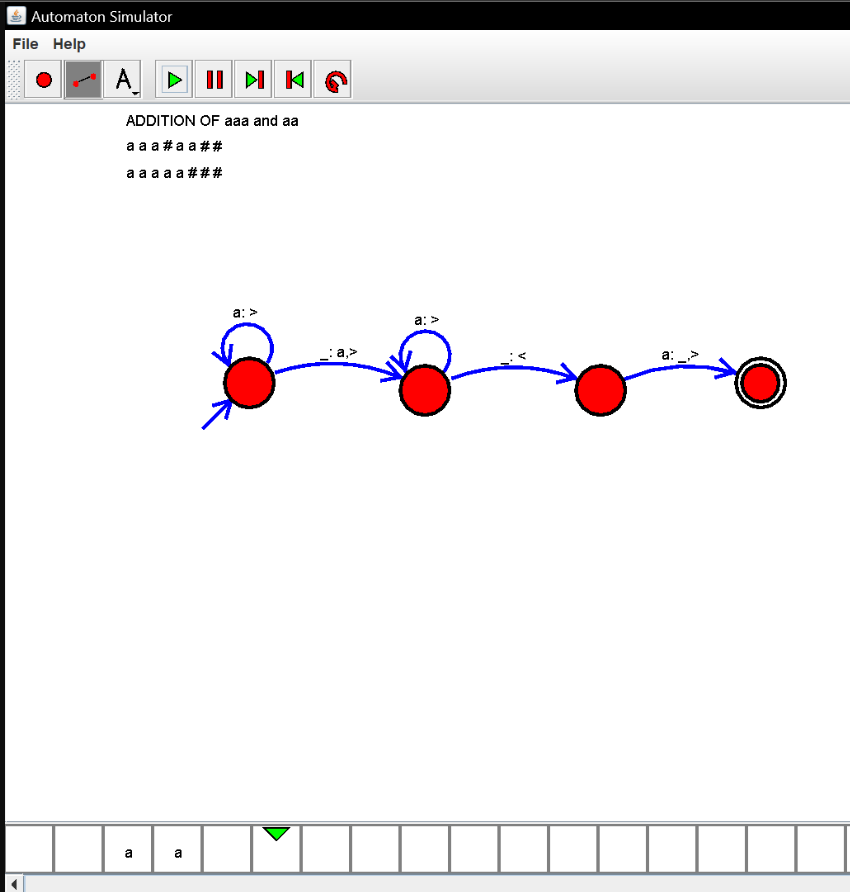 Automaton Simulator
File Help
A
ADDITION OF aaa and aa
a a a # a a # #
a a a a a # # #
a: >
a: >
_: a,>
_: <
a: _,>
a a